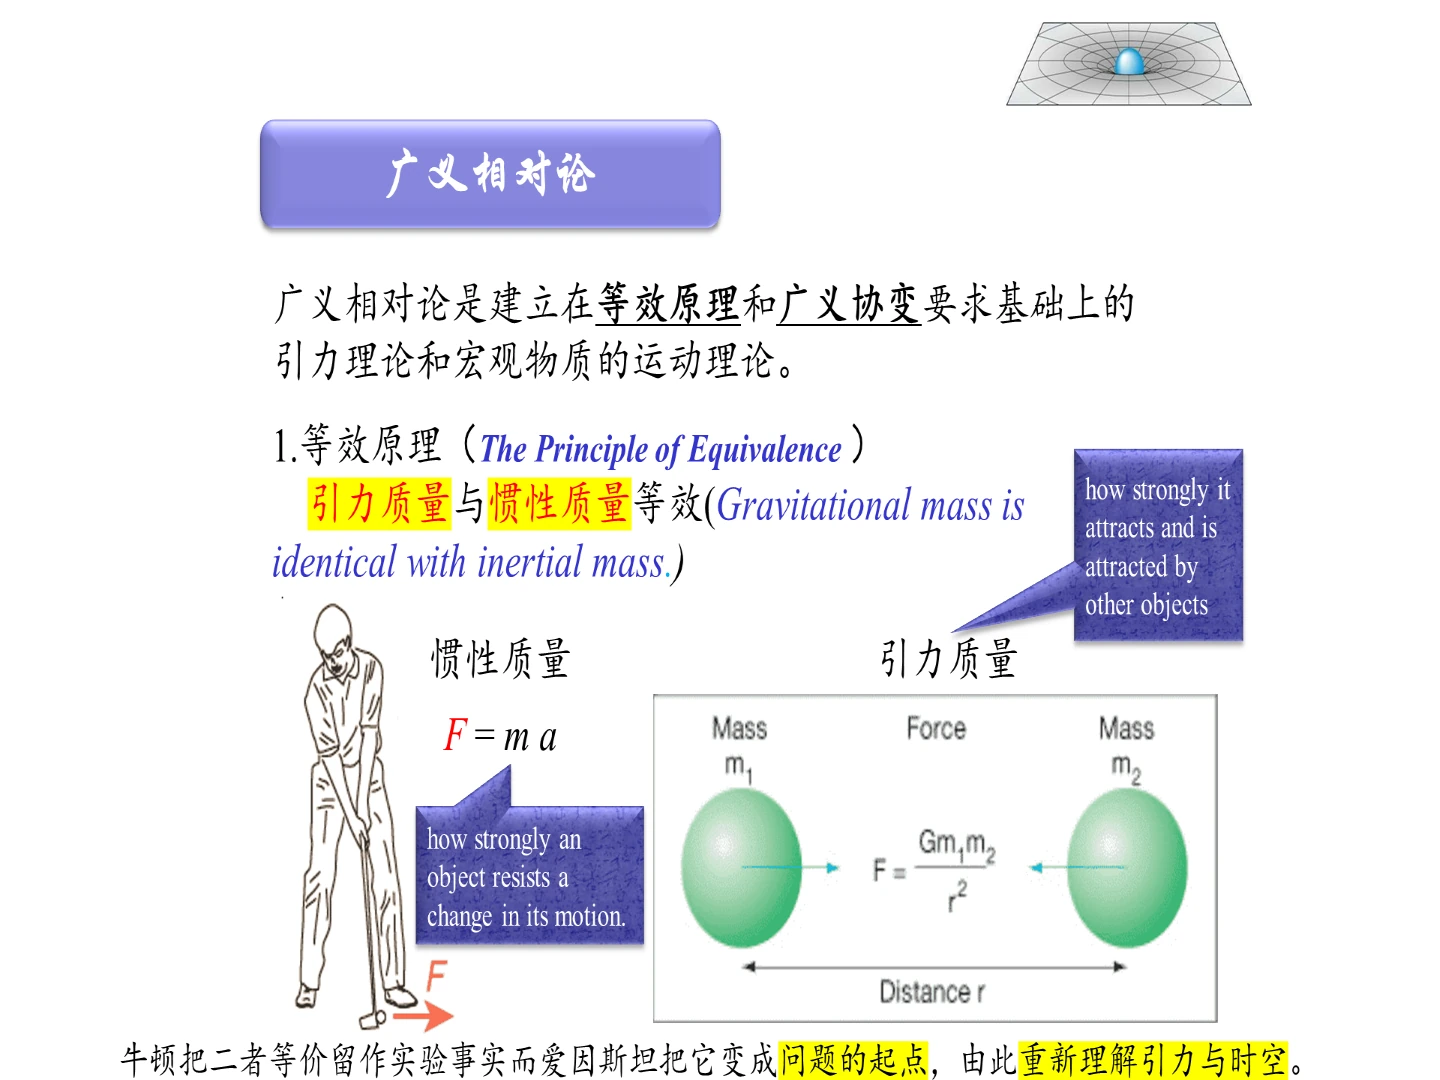 广义相对论
广义相对论是建立在等效原理和广义协变要求基础上的
引力理论和宏观物质的运动理论。
1.等效原理（The Principle of Equivalence ）
引力质量与惯性质量等效(Gravitational mass is
identical with inertial mass.)
how strongly it
attracts and is
attracted by
other objects
惯性质量
引力质量
F = m a
how strongly an
object resists a
change in its motion.
F
Mass
m₁
Force
Mass
m₂
F = Gm₁m₂ / r²
Distance r
牛顿把二者等价留作实验事实而爱因斯坦把它变成问题的起点，由此重新理解引力与时空。